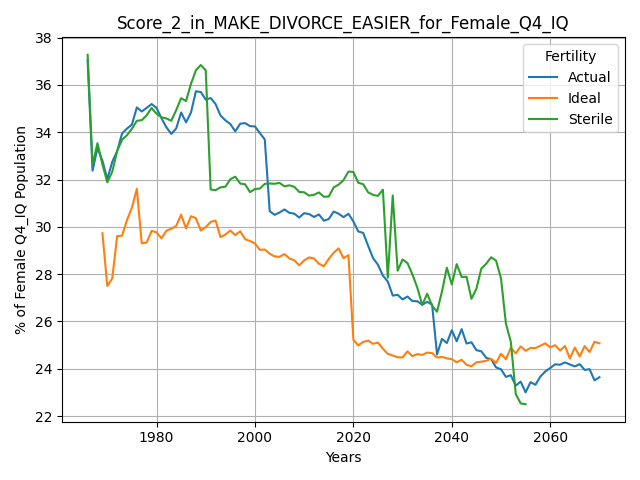 Score_2_in_MAKE_DIVORCE_EASIER_for_Female_Q4_IQ
Fertility
Actual
Ideal
Sterile
% of Female Q4_IQ Population
38
36
34
32
30
28
26
24
22
1980
2000
2020
2040
2060
Years